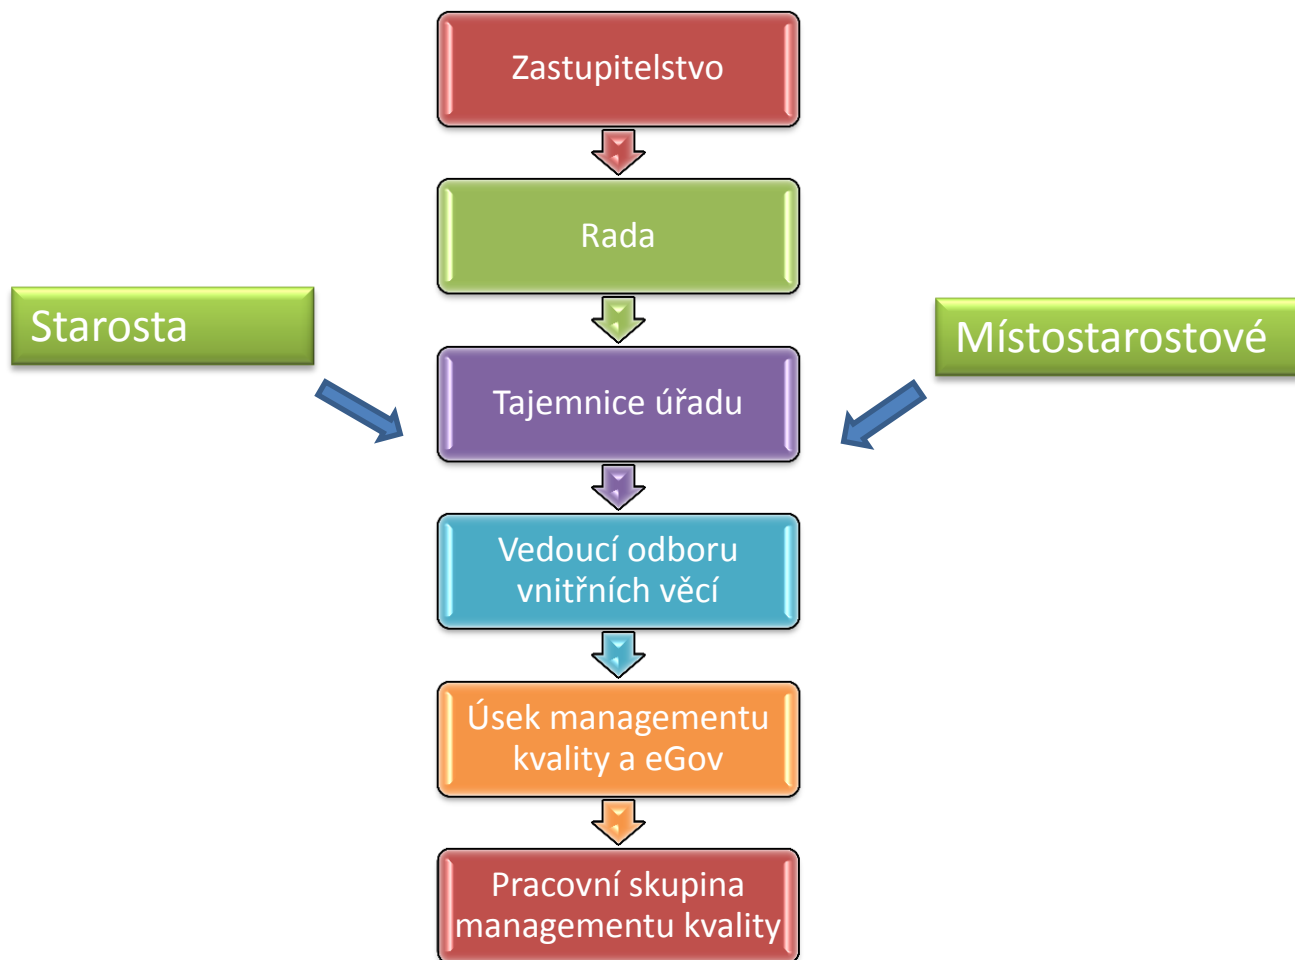 Zastupitelstvo
Rada
Starosta
Místostarostové
Tajemnice úřadu
Vedoucí odboru
vnitřních věcí
Úsek managementu
kvality a eGov
Pracovní skupina
managementu kvality